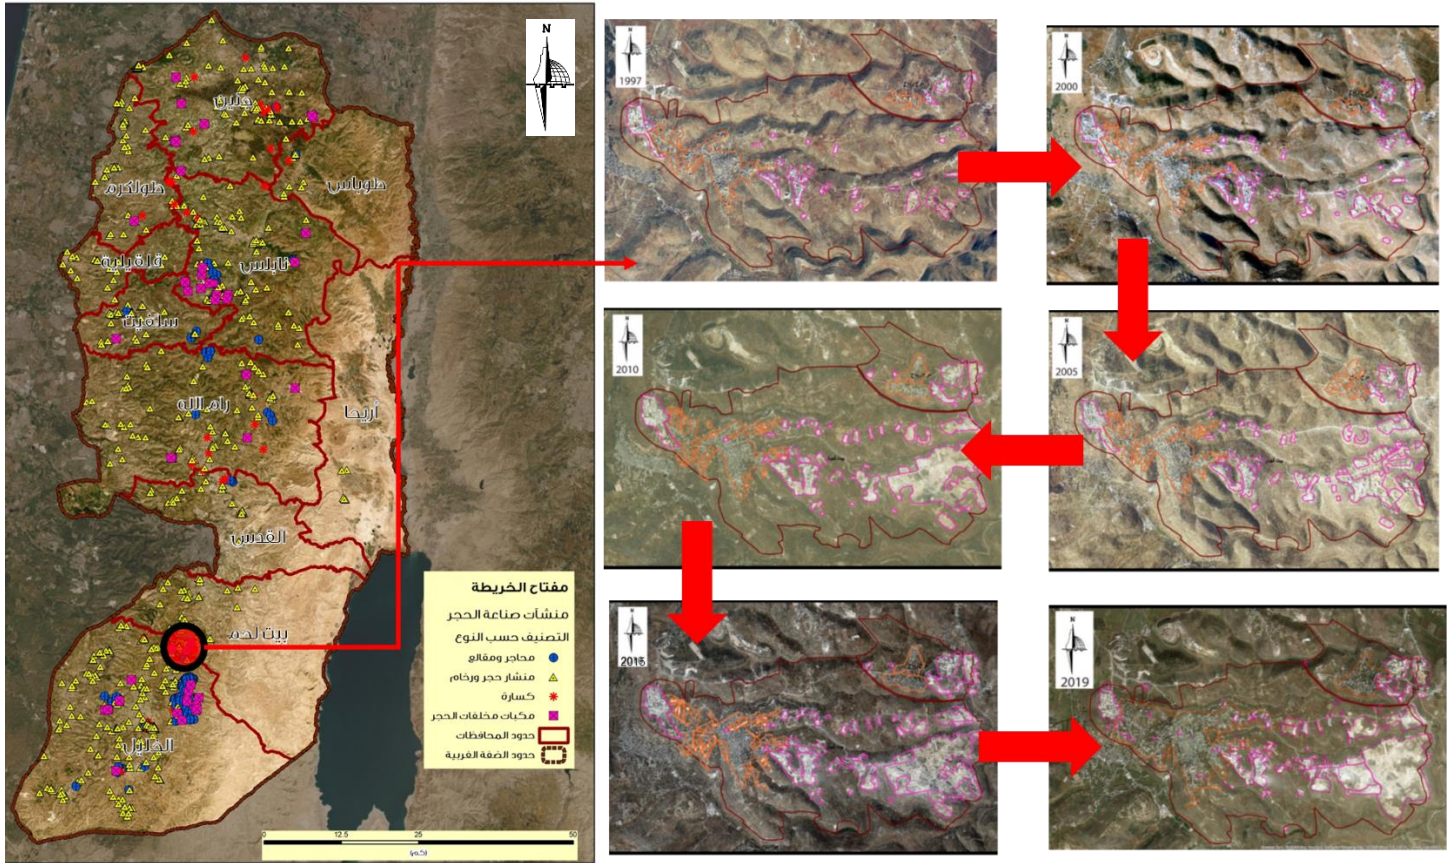 N
جنين
طولكرم
طوباس
قلقيلية
نابلس
سلفيت
رام الله
أريحا
القدس
بيت لحم
الخليل
مفتاح الخريطة
منشآت صناعة الحجر
التصنيف حسب النوع
محاجر ومقالع
منشار حجر ورخام
كسارة
مكبات مخلفات الحجر
حدود المحافظات
حدود الضفة الغربية
0 12.5 25 50
(كم)
N
1997
N
2000
N
2010
N
2005
N
N
2019